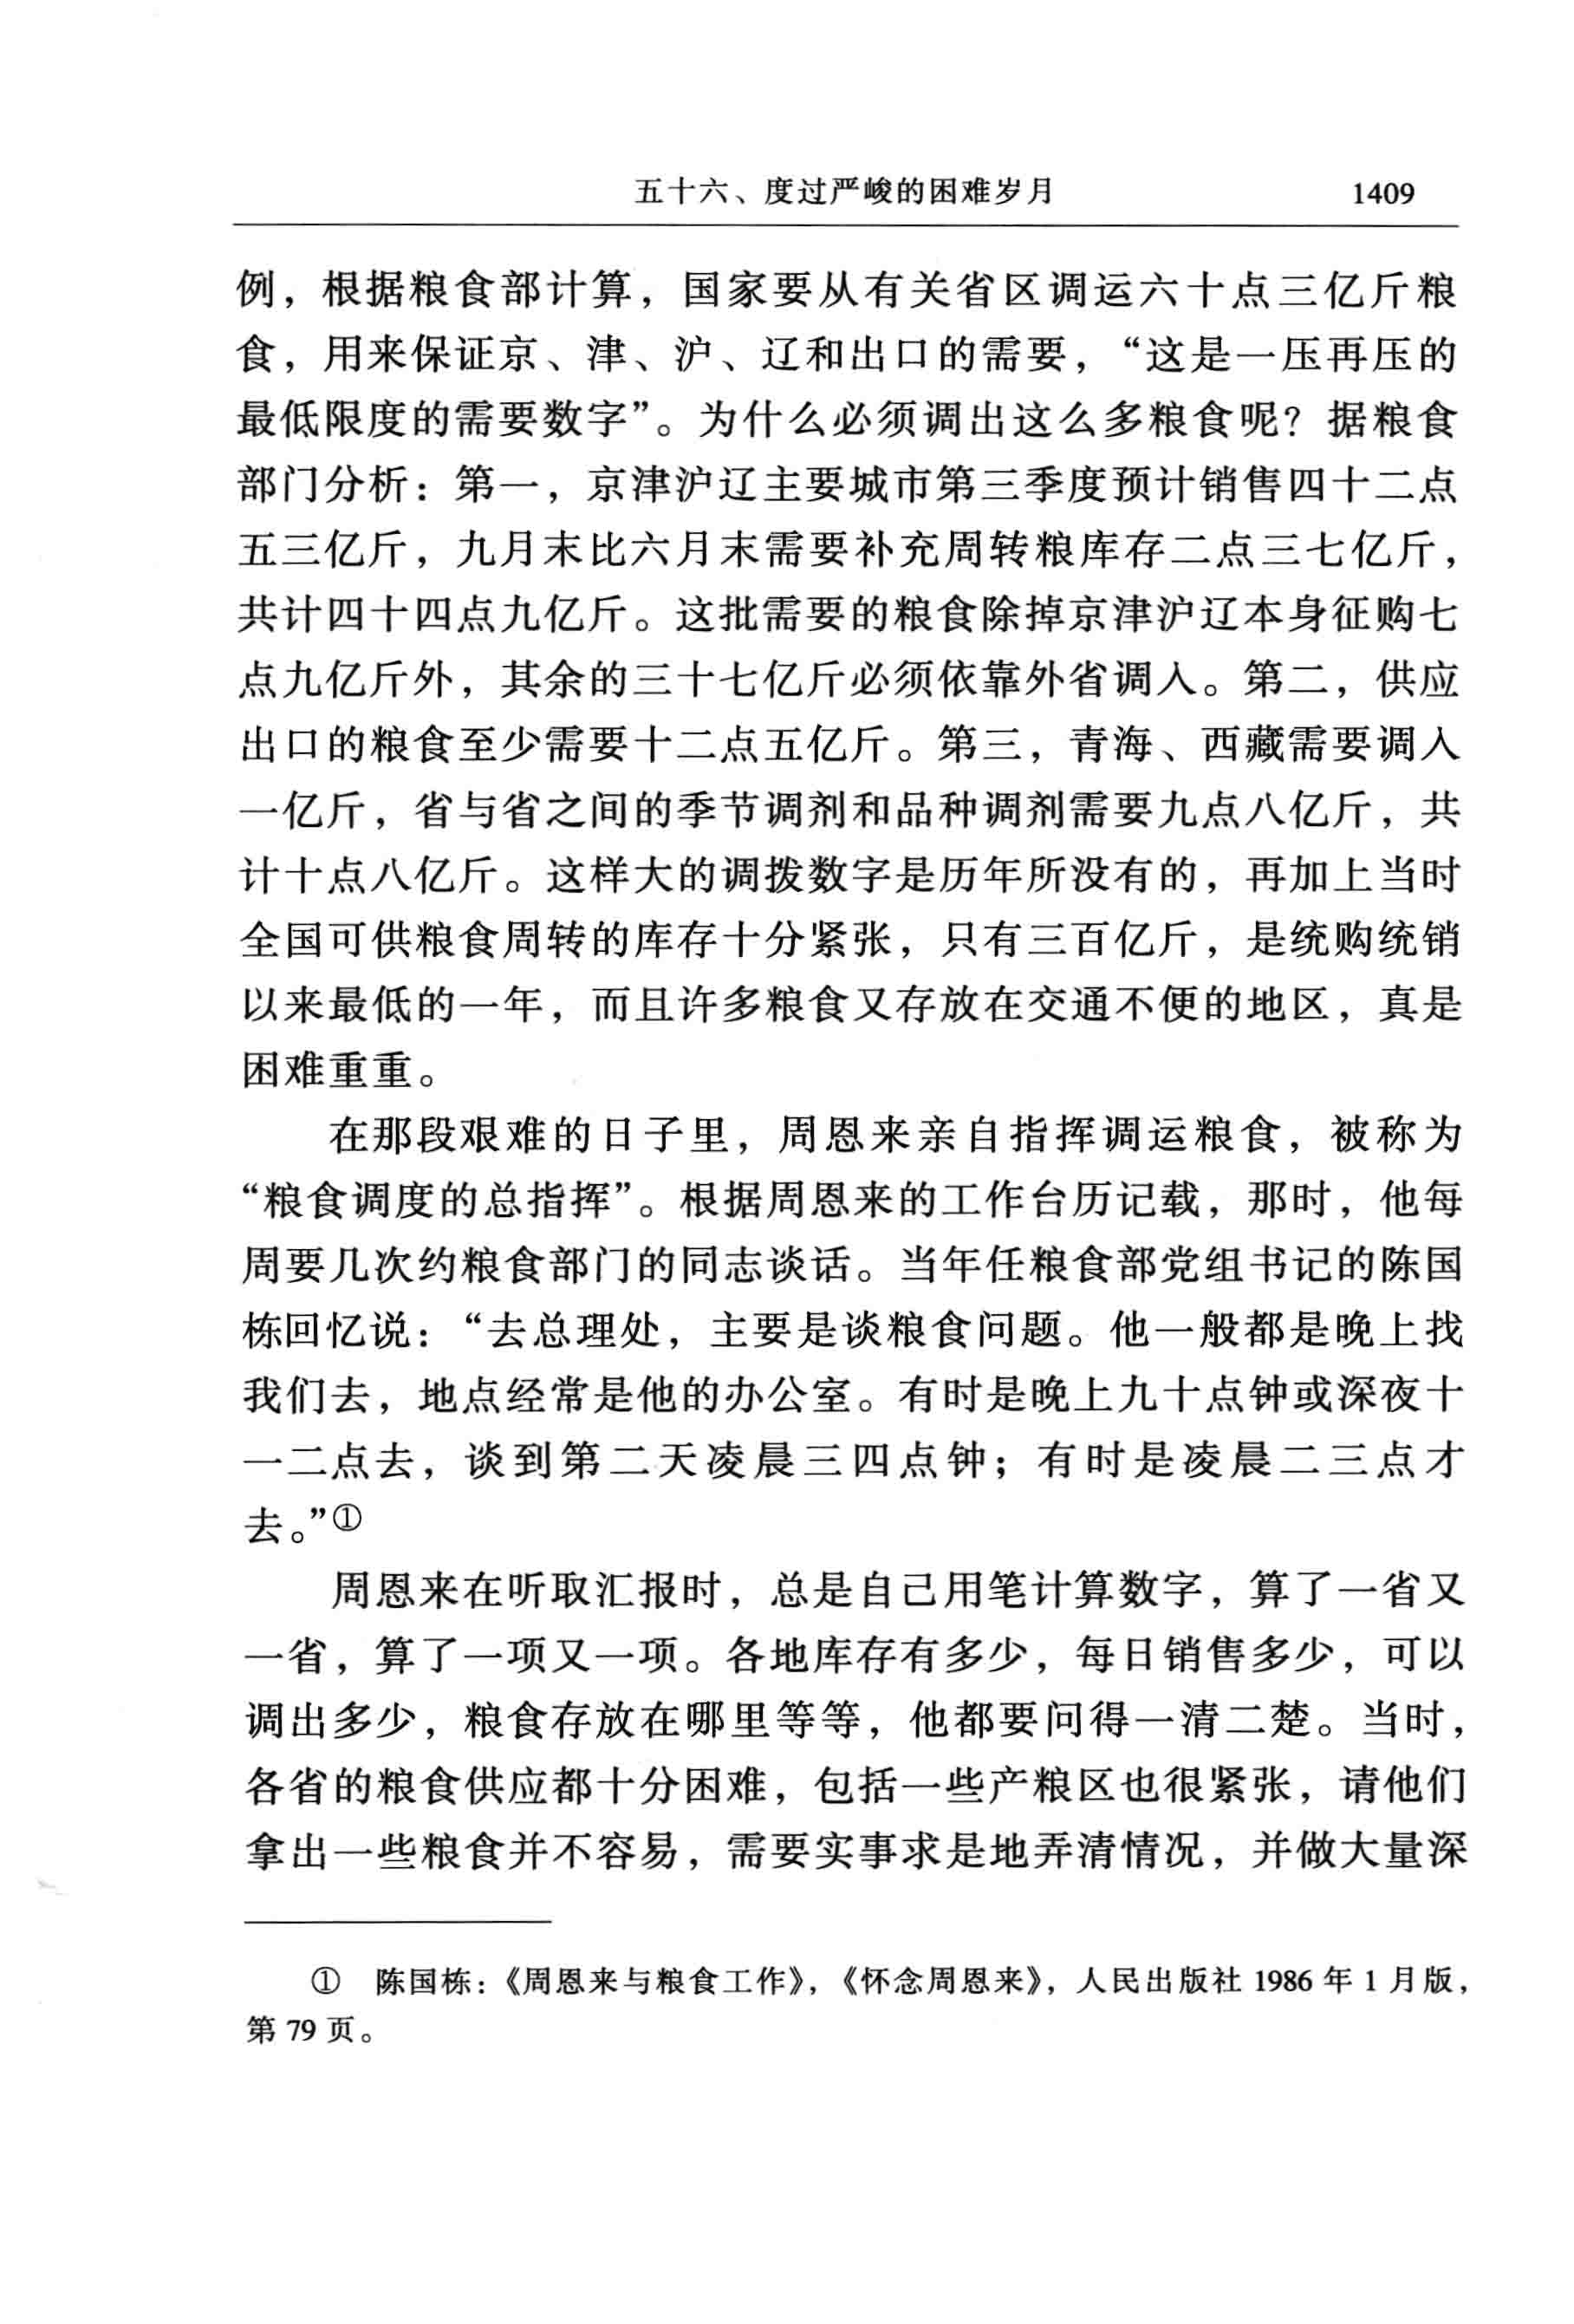 五十六、度过严峻的困难岁月 1409
例，根据粮食部计算，国家要从有关省区调运六十点三亿斤粮
食，用来保证京、津、沪、辽和出口的需要，“这是一压再压的
最低限度的需要数字”。为什么必须调出这么多粮食呢？据粮食
部门分析：第一，京津沪辽主要城市第三季度预计销售四十二点
五三亿斤，九月末比六月末需要补充周转粮库存二点三七亿斤，
共计四十四点九亿斤。这批需要的粮食除掉京津沪辽本身征购七
点九亿斤外，其余的三十七亿斤必须依靠外省调入。第二，供应
出口的粮食至少需要十二点五亿斤。第三，青海、西藏需要调入
一亿斤，省与省之间的季节调剂和品种调剂需要九点八亿斤，共
计十点八亿斤。这样大的调拨数字是历年所没有的，再加上当时
全国可供粮食周转的库存十分紧张，只有三百亿斤，是统购统销
以来最低的一年，而且许多粮食又存放在交通不便的地区，真是
困难重重。
在那段艰难的日子里，周恩来亲自指挥调运粮食，被称为
“粮食调度的总指挥”。根据周恩来的工作台历记载，那时，他每
周要几次约粮食部门的同志谈话。当年任粮食部党组书记的陈国
栋回忆说：“去总理处，主要是谈粮食问题。他一般都是晚上找
我们去，地点经常是他的办公室。有时是晚上九十点钟或深夜十
一二点去，谈到第二天凌晨三四点钟；有时是凌晨二三点才
去。”①
周恩来在听取汇报时，总是自己用笔计算数字，算了一省又
一省，算了一项又一项。各地库存有多少，每日销售多少，可以
调出多少，粮食存放在哪里等等，他都要问得一清二楚。当时，
各省的粮食供应都十分困难，包括一些产粮区也很紧张，请他们
拿出一些粮食并不容易，需要实事求是地弄清情况，并做大量深
① 陈国栋：《周恩来与粮食工作》，《怀念周恩来》，人民出版社 1986 年 1 月版，
第 79 页。